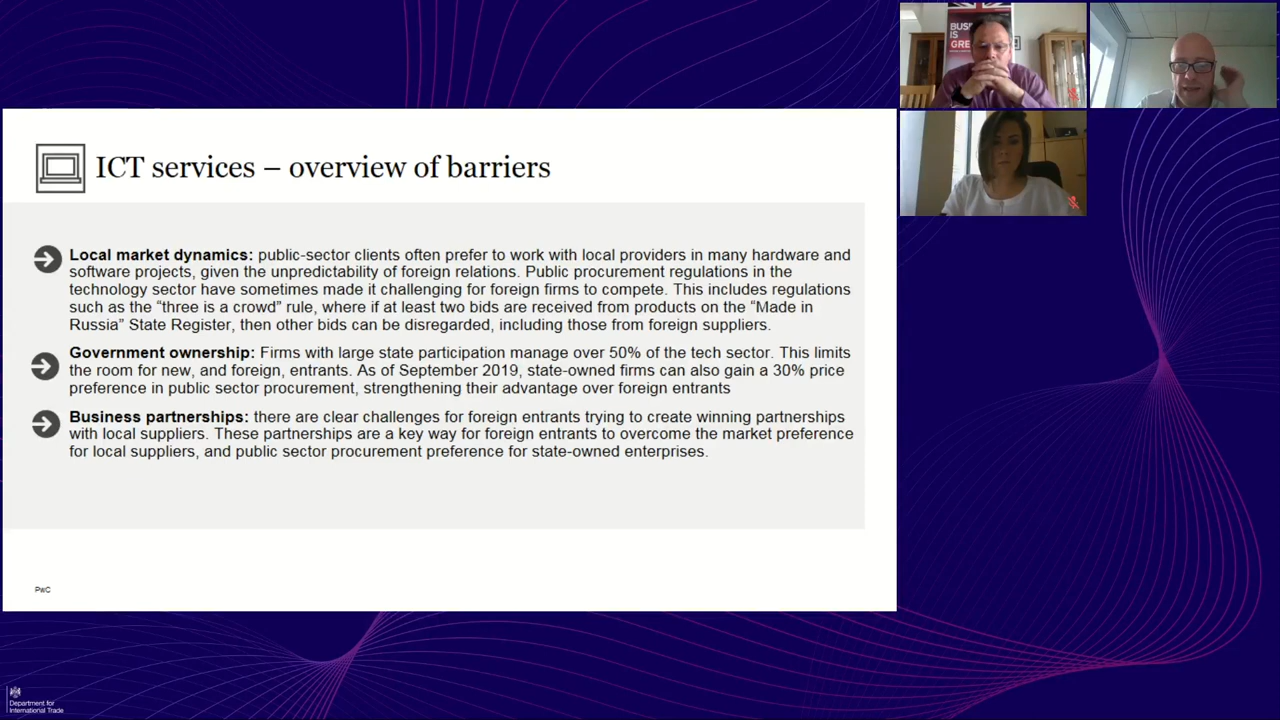 BUSI
IS
GRE
ICT services – overview of barriers
Local market dynamics: public-sector clients often prefer to work with local providers in many hardware and
software projects, given the unpredictability of foreign relations. Public procurement regulations in the
technology sector have sometimes made it challenging for foreign firms to compete. This includes regulations
such as the “three is a crowd” rule, where if at least two bids are received from products on the “Made in
Russia” State Register, then other bids can be disregarded, including those from foreign suppliers.
Government ownership: Firms with large state participation manage over 50% of the tech sector. This limits
the room for new, and foreign, entrants. As of September 2019, state-owned firms can also gain a 30% price
preference in public sector procurement, strengthening their advantage over foreign entrants
Business partnerships: there are clear challenges for foreign entrants trying to create winning partnerships
with local suppliers. These partnerships are a key way for foreign entrants to overcome the market preference
for local suppliers, and public sector procurement preference for state-owned enterprises.
PwC
Department for
International Trade